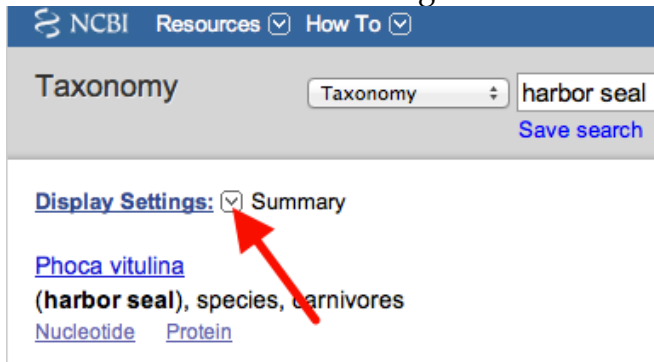 NCBI Resources How To
Taxonomy Taxonomy harbor seal
Save search
Display Settings: Summary
Phoca vitulina
(harbor seal), species, carnivores
Nucleotide Protein